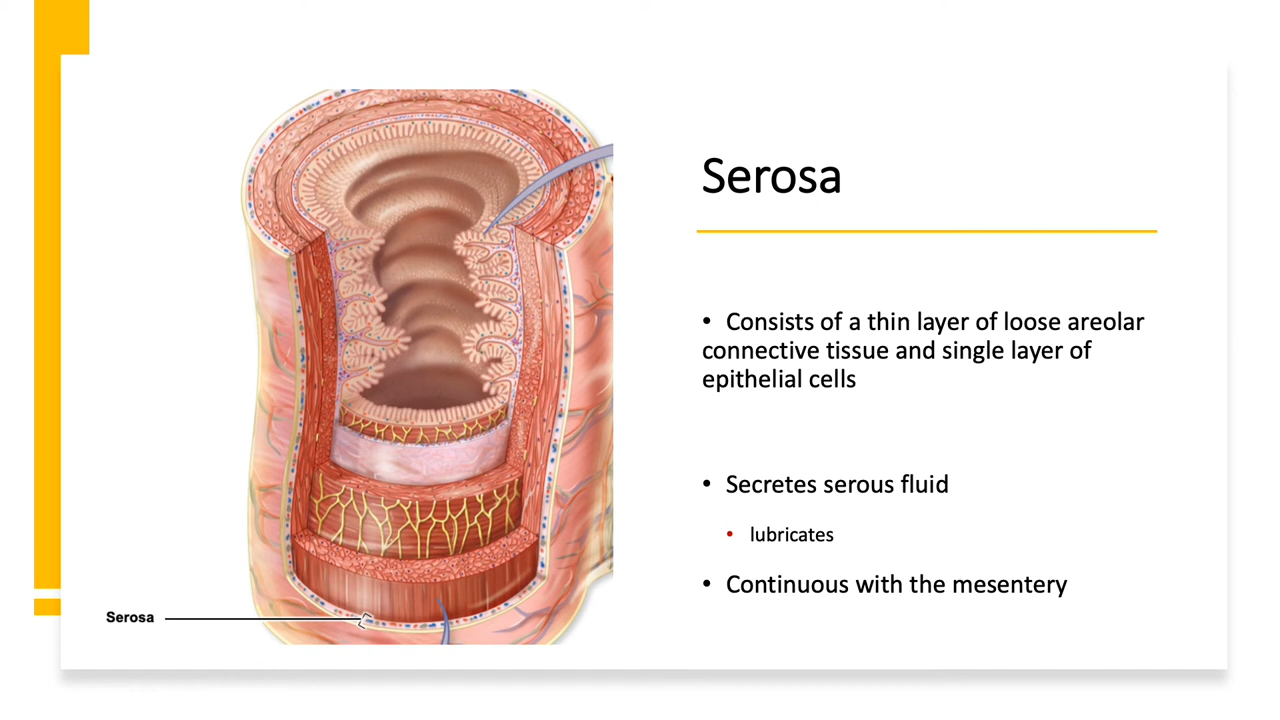 Serosa
• Consists of a thin layer of loose areolar
connective tissue and single layer of
epithelial cells
• Secretes serous fluid
• lubricates
• Continuous with the mesentery
Serosa